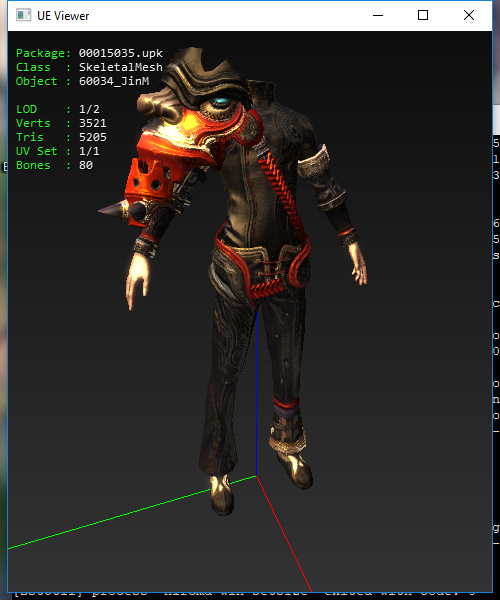 UE Viewer
Package: 00015035.upk
Class : SkeletalMesh
Object : 60034_JinM
LOD : 1/2
Verts : 3521
Tris : 5205
UV Set : 1/1
Bones : 80